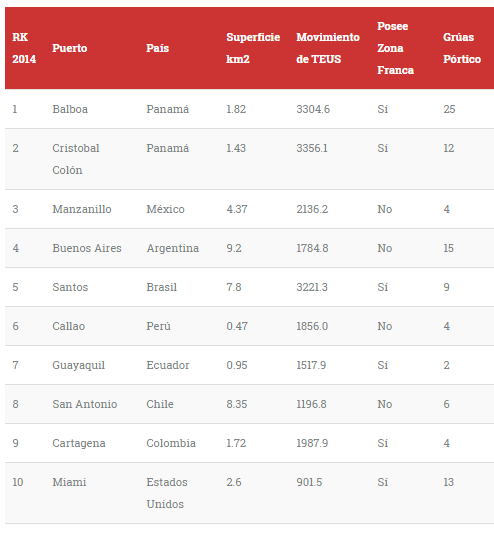 RK 2014 Puerto País Superficie km2 Movimiento de TEUS Posee Zona Franca Grúas Pórtico
1 Balboa Panamá 1.82 3304.6 Sí 25
2 Cristobal Colón Panamá 1.43 3356.1 Sí 12
3 Manzanillo México 4.37 2136.2 No 4
4 Buenos Aires Argentina 9.2 1784.8 No 15
5 Santos Brasil 7.8 3221.3 Sí 9
6 Callao Perú 0.47 1856.0 No 4
7 Guayaquil Ecuador 0.95 1517.9 Sí 2
8 San Antonio Chile 8.35 1196.8 No 6
9 Cartagena Colombia 1.72 1987.9 Sí 4
10 Miami Estados Unidos 2.6 901.5 Sí 13